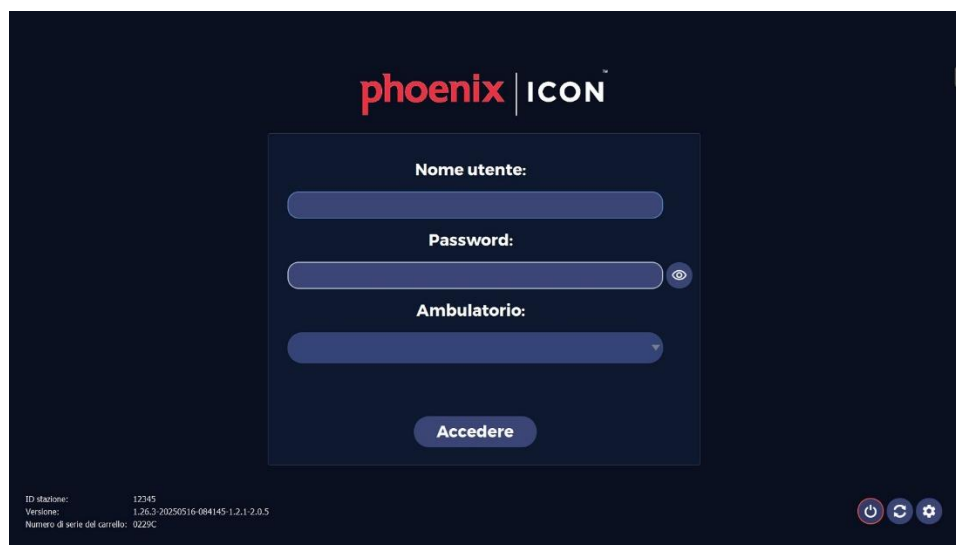 phoenix | ICON™
Nome utente:
Password:
Ambulatorio:
Accedere
ID stazione: 12345
Versione: 1.26.3-20250516-084145-1.2.1-2.0.5
Numero di serie del carrello: 0229C